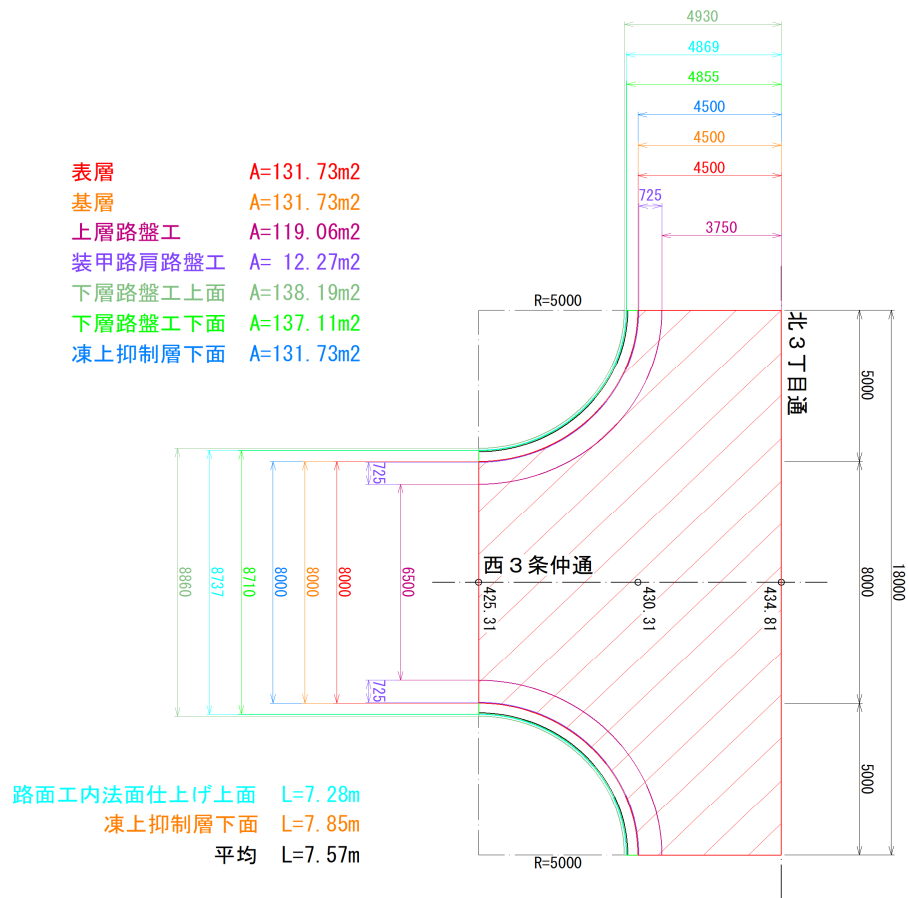 4930
4869
4855
4500
4500
4500
725
3750
表層 A=131.73m2
基層 A=131.73m2
上層路盤工 A=119.06m2
装甲路肩路盤工 A= 12.27m2
下層路盤工上面 A=138.19m2
下層路盤工下面 A=137.11m2
凍上抑制層下面 A=131.73m2
R=5000
北3丁目通
5000
725
8860
8737
8710
8000
8000
8000
6500
西3条仲通
425.31
430.31
434.81
8000
18000
725
5000
路面工内法面仕上げ上面 L=7.28m
凍上抑制層下面 L=7.85m
平均 L=7.57m
R=5000